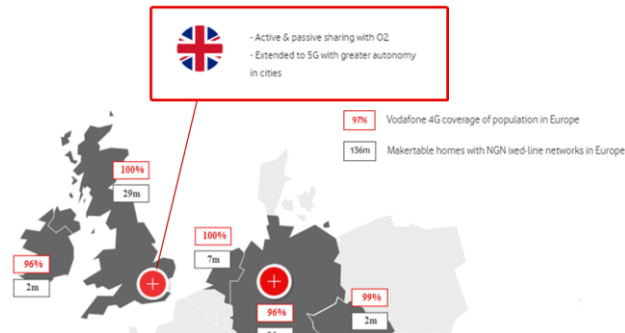 - Active & passive sharing with O2
- Extended to 5G with greater autonomy
in cities
97% Vodafone 4G coverage of population in Europe
136m Makertable homes with NGN ixed-line networks in Europe
100%
29m
100%
7m
96%
2m
99%
2m
96%